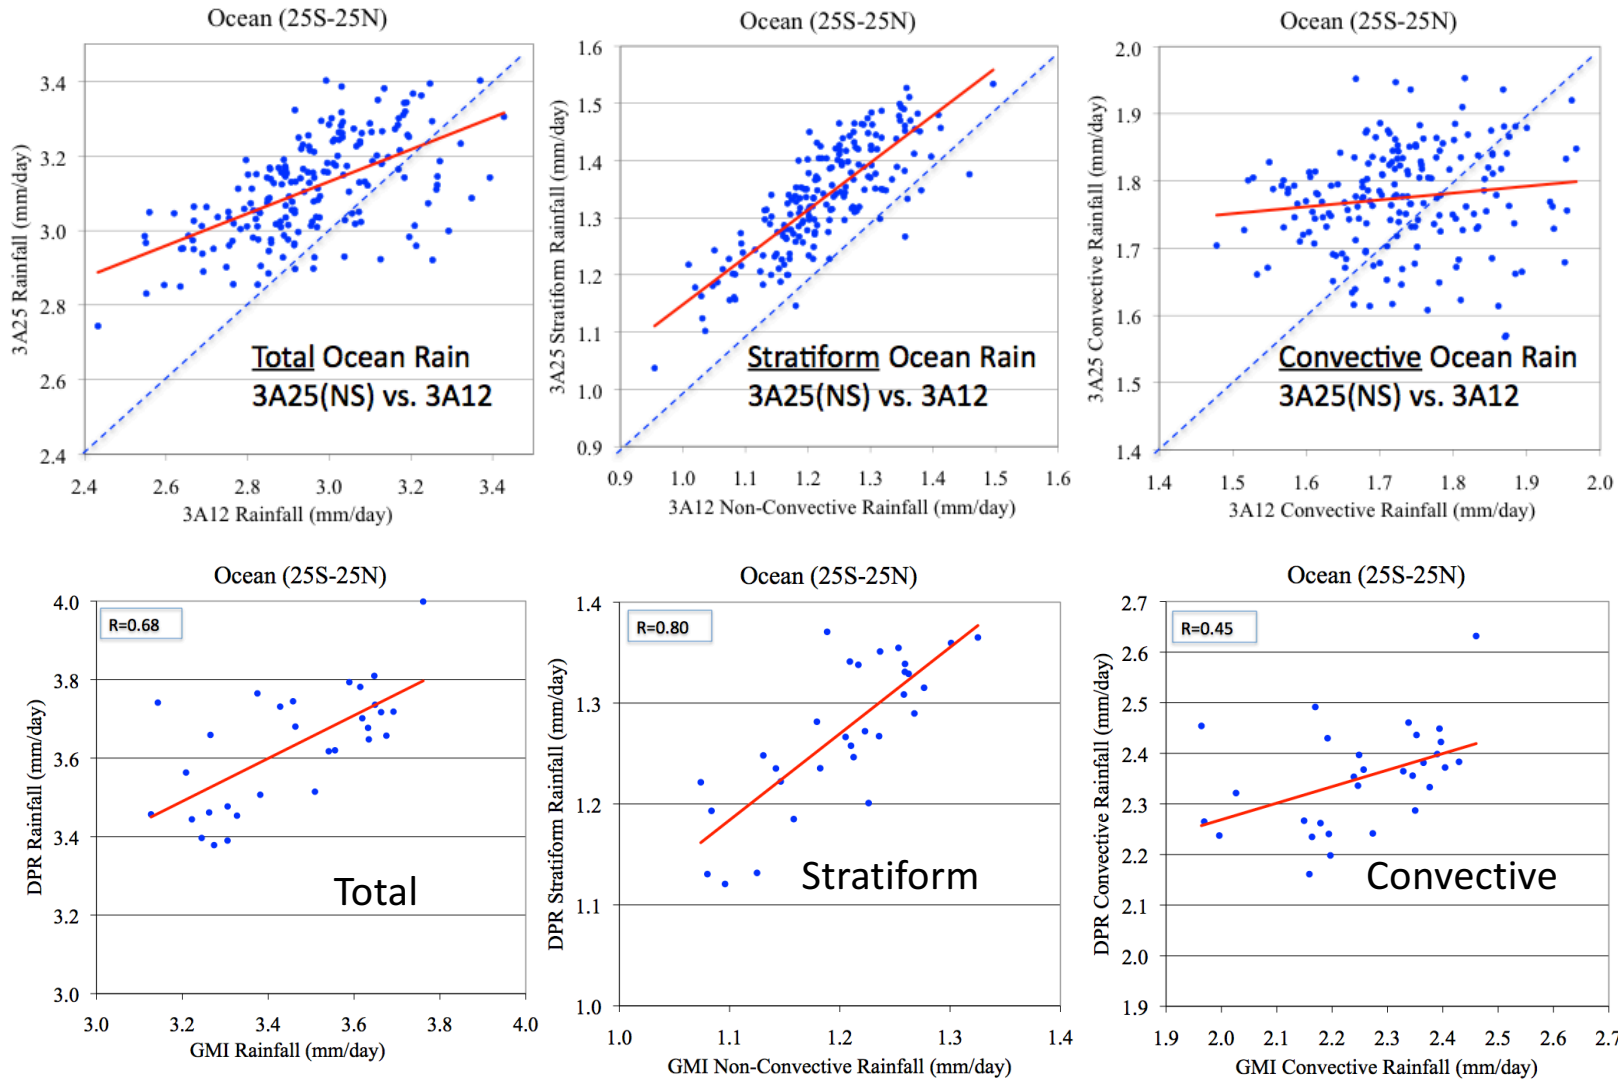 Ocean (25S-25N)
3A25 Rainfall (mm/day)
3.4
3.2
3.0
2.8
2.6
2.4
Total Ocean Rain
3A25(NS) vs. 3A12
2.4 2.6 2.8 3.0 3.2 3.4
3A12 Rainfall (mm/day)
Ocean (25S-25N)
3A25 Stratiform Rainfall (mm/day)
1.6
1.5
1.4
1.3
1.2
1.1
1.0
0.9
Stratiform Ocean Rain
3A25(NS) vs. 3A12
0.9 1.0 1.1 1.2 1.3 1.4 1.5 1.6
3A12 Non-Convective Rainfall (mm/day)
Ocean (25S-25N)
3A25 Convective Rainfall (mm/day)
2.0
1.9
1.8
1.7
1.6
1.5
1.4
Convective Ocean Rain
3A25(NS) vs. 3A12
1.4 1.5 1.6 1.7 1.8 1.9 2.0
3A12 Convective Rainfall (mm/day)
Ocean (25S-25N)
DPR Rainfall (mm/day)
4.0
3.8
3.6
3.4
3.2
3.0
R=0.68
Total
3.0 3.2 3.4 3.6 3.8 4.0
GMI Rainfall (mm/day)
Ocean (25S-25N)
DPR Stratiform Rainfall (mm/day)
1.4
1.3
1.2
1.1
1.0
R=0.80
Stratiform
1.0 1.1 1.2 1.3 1.4
GMI Non-Convective Rainfall (mm/day)
Ocean (25S-25N)
DPR Convective Rainfall (mm/day)
2.7
2.6
2.5
2.4
2.3
2.2
2.1
2.0
1.9
R=0.45
Convective
1.9 2.0 2.1 2.2 2.3 2.4 2.5 2.6 2.7
GMI Convective Rainfall (mm/day)